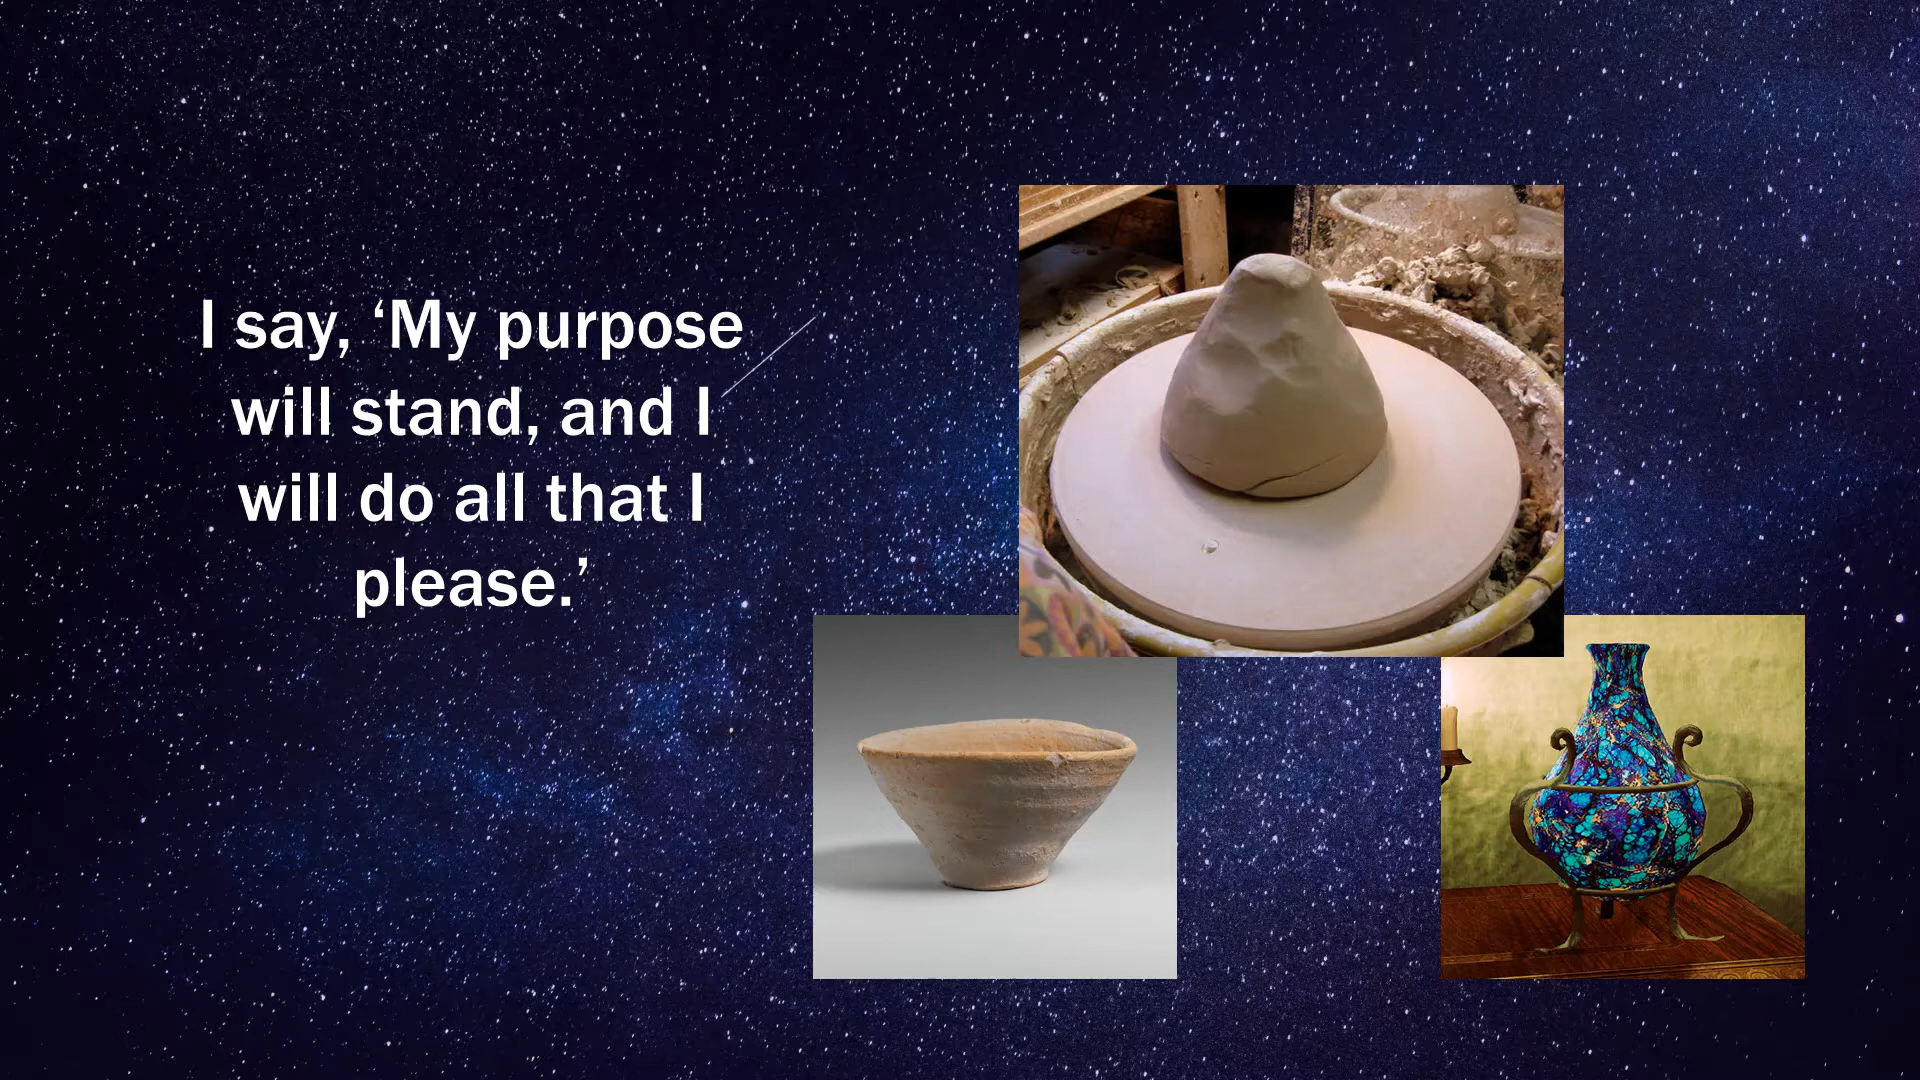 I say, ‘My purpose
will stand, and I
will do all that I
please.’